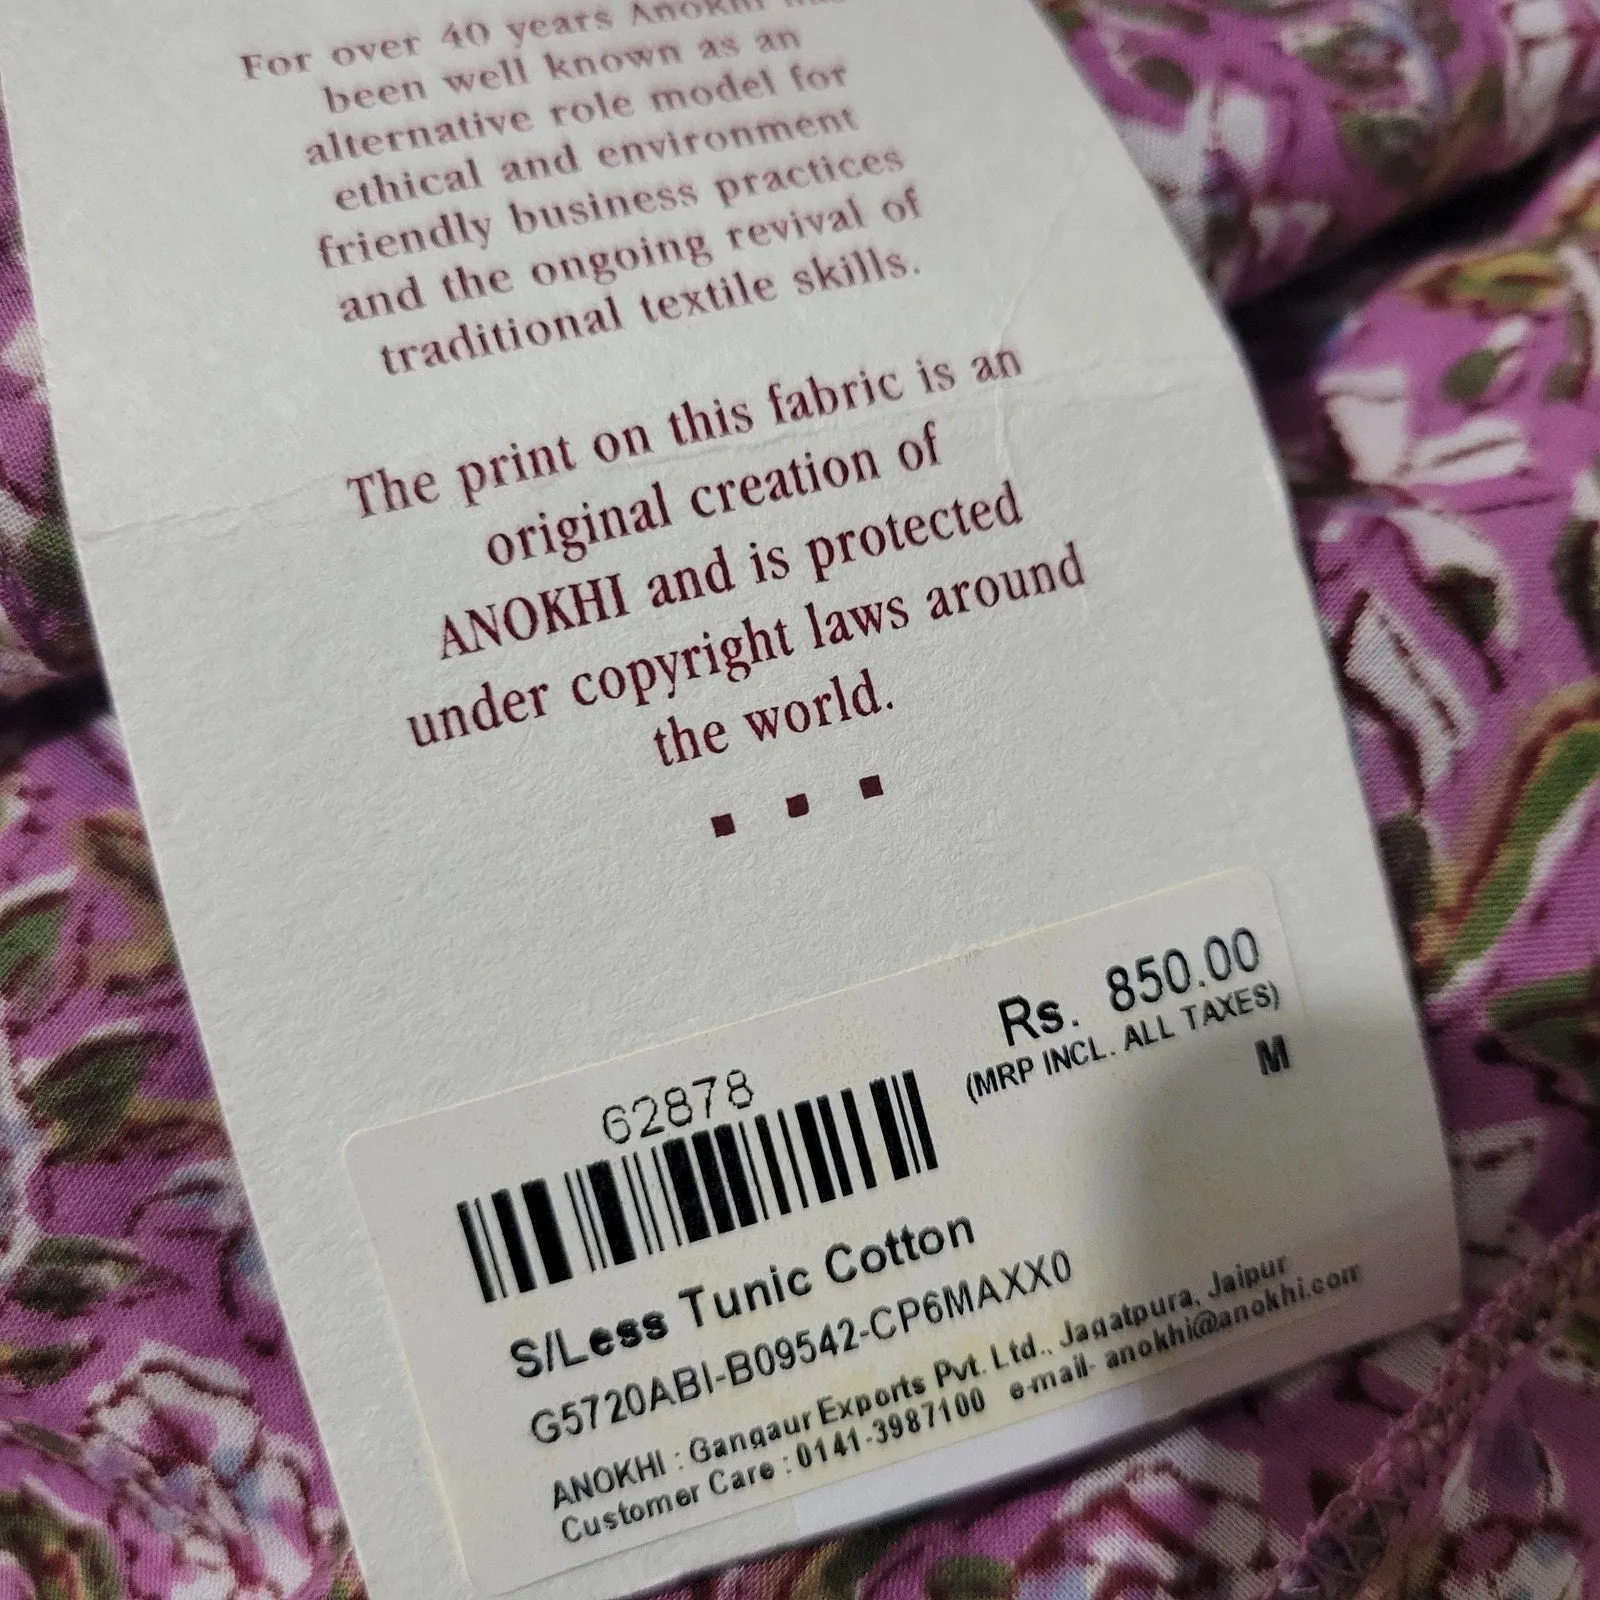 For over 40 years Anokhi has
been well known as an
alternative role model for
ethical and environment
friendly business practices
and the ongoing revival of
traditional textile skills.
The print on this fabric is an
original creation of
ANOKHI and is protected
under copyright laws around
the world.
Rs. 850.00
(MRP INCL. ALL TAXES)
M
62878
S/Less Tunic Cotton
G5720ABI-B09542-CP6MAXX0
ANOKHI : Gangaur Exports Pvt. Ltd., Jagatpura, Jaipur
Customer Care : 0141-3987100 e-mail- anokhi@anokhi.com